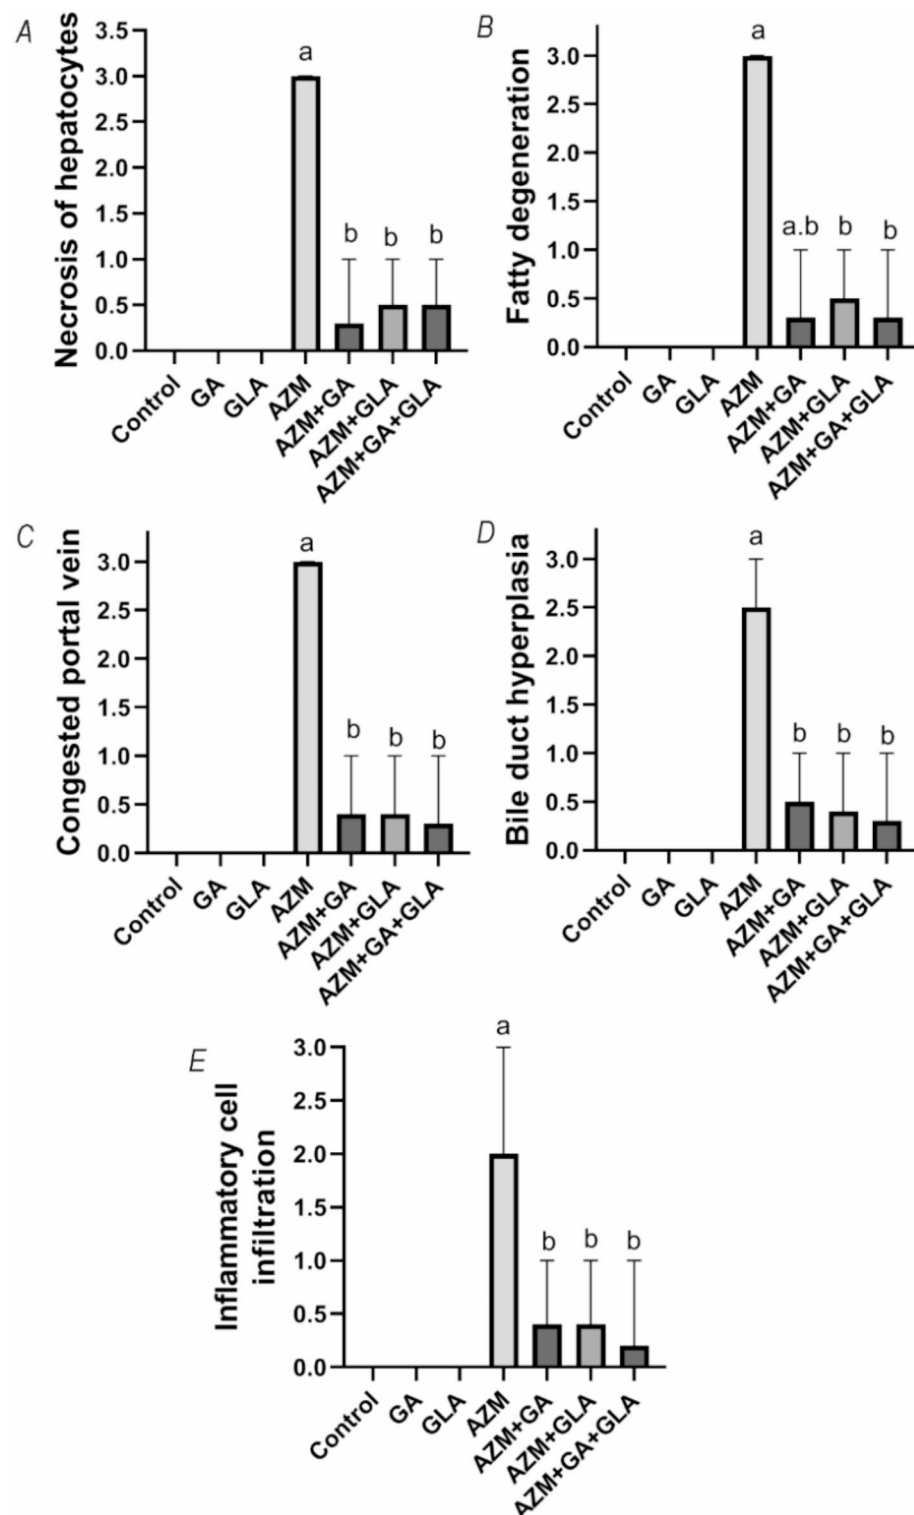 A
Necrosis of hepatocytes
3.5
3.0
2.5
2.0
1.5
1.0
0.5
0.0
a
b
b
b
Control
GA
GLA
AZM
AZM+GA
AZM+GLA
AZM+GA+GLA
B
Fatty degeneration
3.0
2.5
2.0
1.5
1.0
0.5
0.0
a
a.b
b
b
Control
GA
GLA
AZM
AZM+GA
AZM+GLA
AZM+GA+GLA
C
Congested portal vein
3.0
2.5
2.0
1.5
1.0
0.5
0.0
a
b
b
b
Control
GA
GLA
AZM
AZM+GA
AZM+GLA
AZM+GA+GLA
D
Bile duct hyperplasia
3.0
2.5
2.0
1.5
1.0
0.5
0.0
a
b
b
b
Control
GA
GLA
AZM
AZM+GA
AZM+GLA
AZM+GA+GLA
E
Inflammatory cell
infiltration
3.0
2.5
2.0
1.5
1.0
0.5
0.0
a
b
b
b
Control
GA
GLA
AZM
AZM+GA
AZM+GLA
AZM+GA+GLA